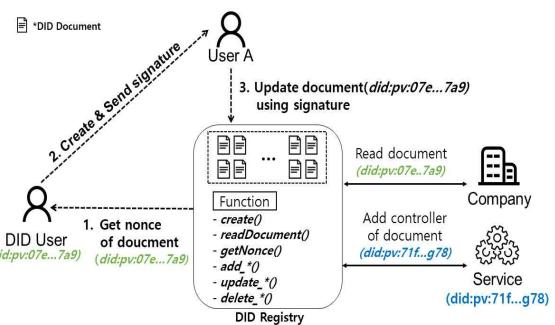 *DID Document
User A
2. Create & Send signature
3. Update document(did:pv:07e...7a9)
using signature
...
Read document
(did:pv:07e..7a9)
Company
Function
- create()
- readDocument()
- getNonce()
- add_*()
- update_*()
- delete_*()
DID Registry
1. Get nonce
of doucment
(did:pv:07e...7a9)
DID User
did:pv:07e...7a9)
Add controller
of document
(did:pv:71f...g78)
Service
(did:pv:71f...g78)